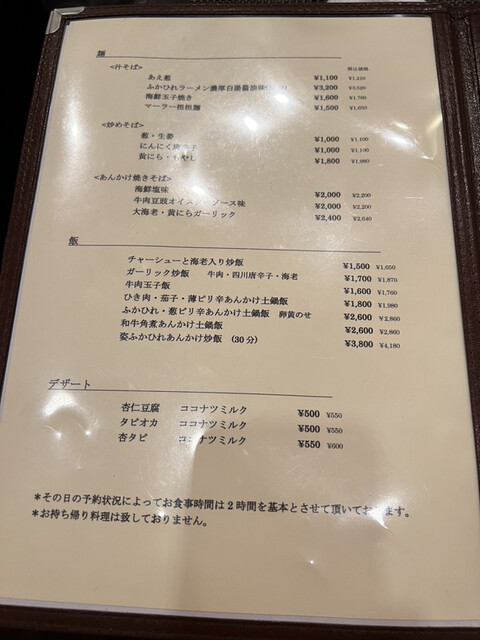 麺
<汁そば> 税込価格
あえ葱 ¥1,100 ¥1,210
ふかひれラーメン濃厚白湯醤油味 ¥3,200 ¥3,520
海鮮玉子焼き ¥1,600 ¥1,760
マーラー担担麺 ¥1,500 ¥1,650
<炒めそば>
葱・生姜 ¥1,000 ¥1,100
にんにく 子 ¥1,000 ¥1,100
黄にら・もやし ¥1,800 ¥1,980
<あんかけ焼きそば>
海鮮塩味 ¥2,000 ¥2,200
牛肉豆豉オイスターソース味 ¥2,000 ¥2,200
大海老・黄にらガーリック ¥2,400 ¥2,640
飯
チャーシューと海老入り炒飯 ¥1,500 ¥1,650
ガーリック炒飯 牛肉・四川唐辛子・海老 ¥1,700 ¥1,870
牛肉玉子飯 ¥1,600 ¥1,760
ひき肉・茄子・薄ピリ辛あんかけ土鍋飯 ¥1,800 ¥1,980
ふかひれ・葱ピリ辛あんかけ土鍋飯 卵黄のせ ¥2,600 ¥2,860
和牛角煮あんかけ土鍋飯 ¥2,600 ¥2,860
姿ふかひれあんかけ炒飯 (30分) ¥3,800 ¥4,180
デザート
杏仁豆腐 ココナツミルク ¥500 ¥550
タピオカ ココナツミルク ¥500 ¥550
杏タピ ココナツミルク ¥550 ¥600
*その日の予約状況によってお食事時間は2時間を基本とさせて頂いております。
*お持ち帰り料理は致しておりません。